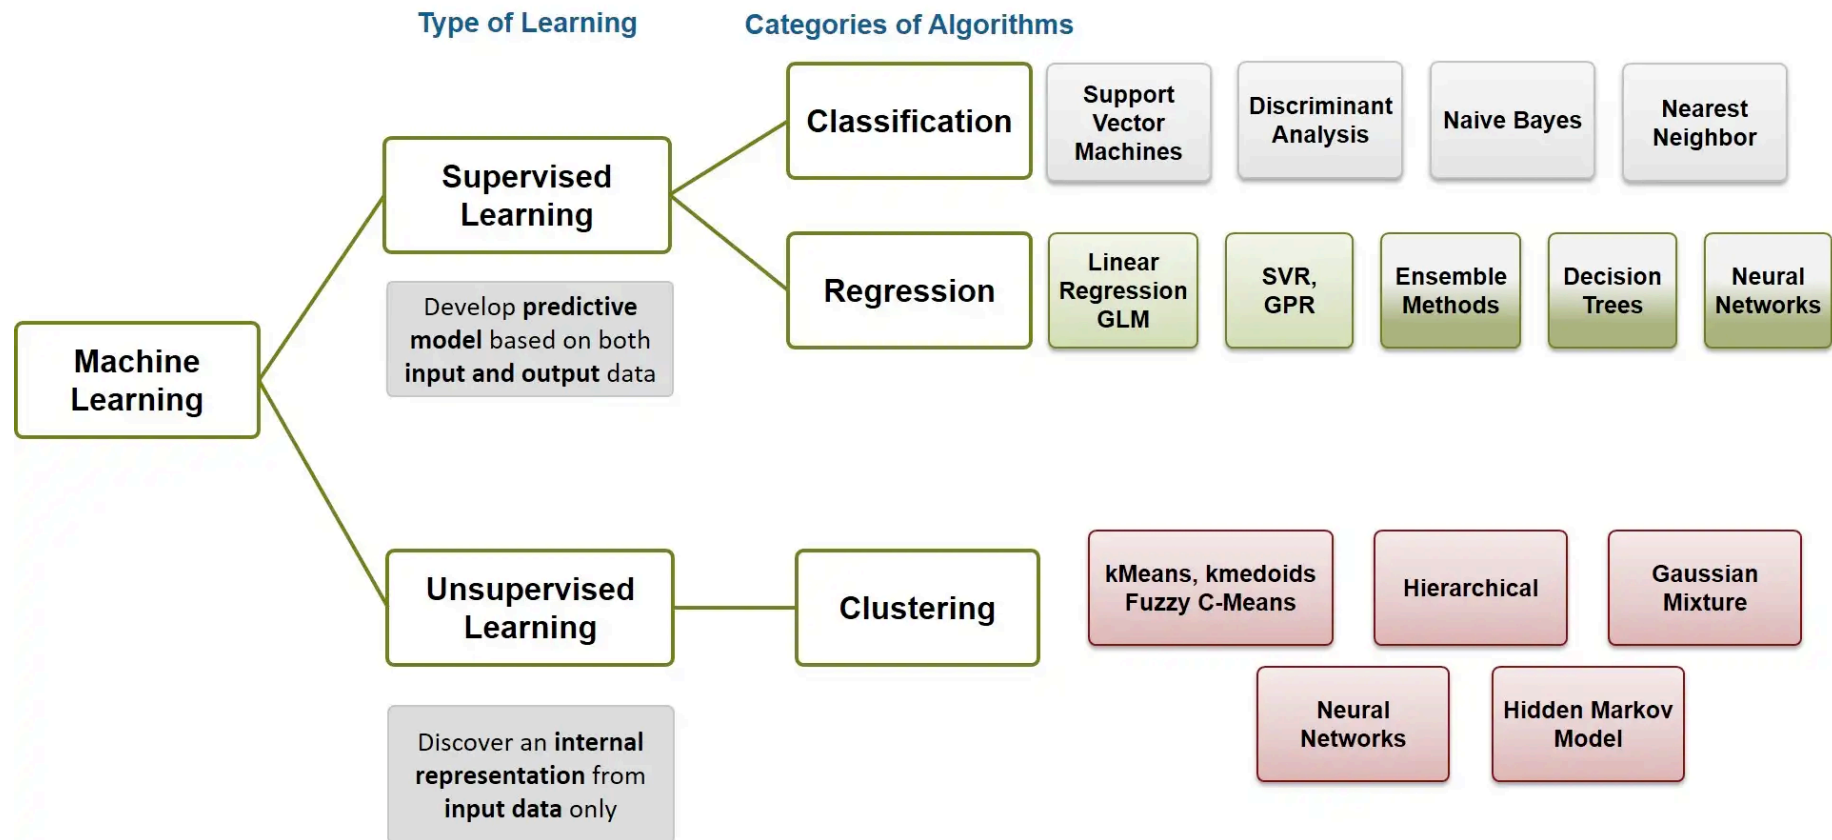 Type of Learning
Categories of Algorithms
Machine
Learning
Supervised
Learning
Develop predictive
model based on both
input and output data
Classification
Support
Vector
Machines
Discriminant
Analysis
Naive Bayes
Nearest
Neighbor
Regression
Linear
Regression
GLM
SVR,
GPR
Ensemble
Methods
Decision
Trees
Neural
Networks
Unsupervised
Learning
Discover an internal
representation from
input data only
Clustering
kMeans, kmedoids
Fuzzy C-Means
Hierarchical
Gaussian
Mixture
Neural
Networks
Hidden Markov
Model